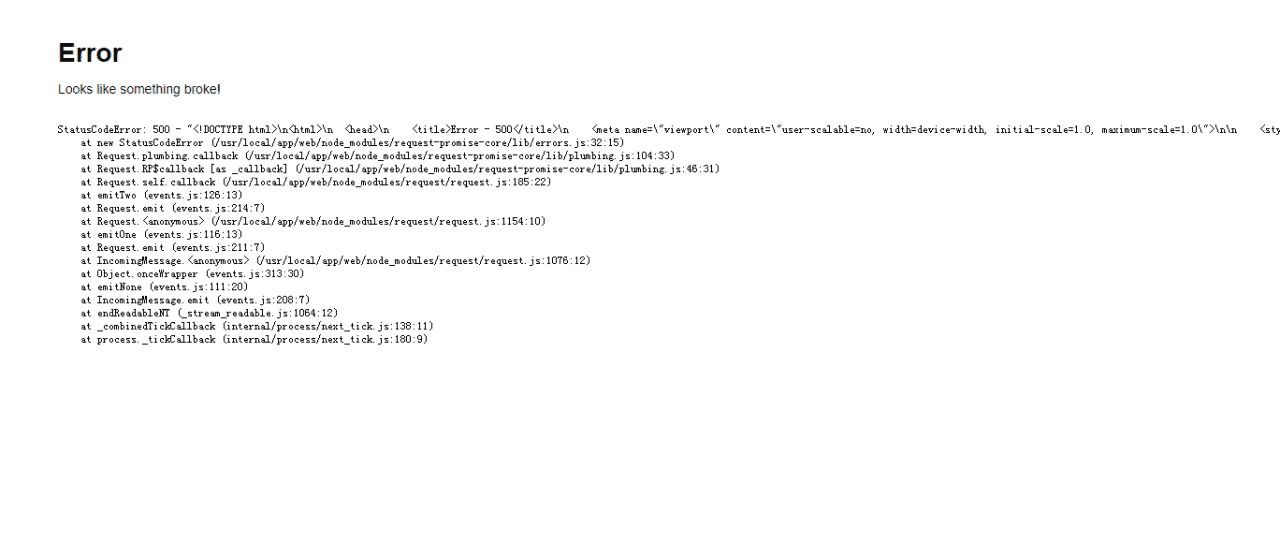 Error
Looks like something broke!
StatusCodeError: 500 - "<!DOCTYPE html>\n<html>\n  <head>\n    <title>Error - 500</title>\n    <meta name=\"viewport\" content=\"user-scalable=no, width=device-width, initial-scale=1.0, maximum-scale=1.0\">\n\n    <sty
at new StatusCodeError (/usr/local/app/web/node_modules/request-promise-core/lib/errors.js:32:15)
at Request.plumbing.callback (/usr/local/app/web/node_modules/request-promise-core/lib/plumbing.js:104:33)
at Request.RP$callback [as _callback] (/usr/local/app/web/node_modules/request-promise-core/lib/plumbing.js:46:31)
at Request.self.callback (/usr/local/app/web/node_modules/request/request.js:185:22)
at emitTwo (events.js:126:13)
at Request.emit (events.js:214:7)
at Request.<anonymous> (/usr/local/app/web/node_modules/request/request.js:1154:10)
at emitOne (events.js:116:13)
at Request.emit (events.js:211:7)
at IncomingMessage.<anonymous> (/usr/local/app/web/node_modules/request/request.js:1076:12)
at Object.onceWrapper (events.js:313:30)
at emitNone (events.js:111:20)
at IncomingMessage.emit (events.js:208:7)
at endReadableNT (_stream_readable.js:1064:12)
at _combinedTickCallback (internal/process/next_tick.js:138:11)
at process._tickCallback (internal/process/next_tick.js:180:9)